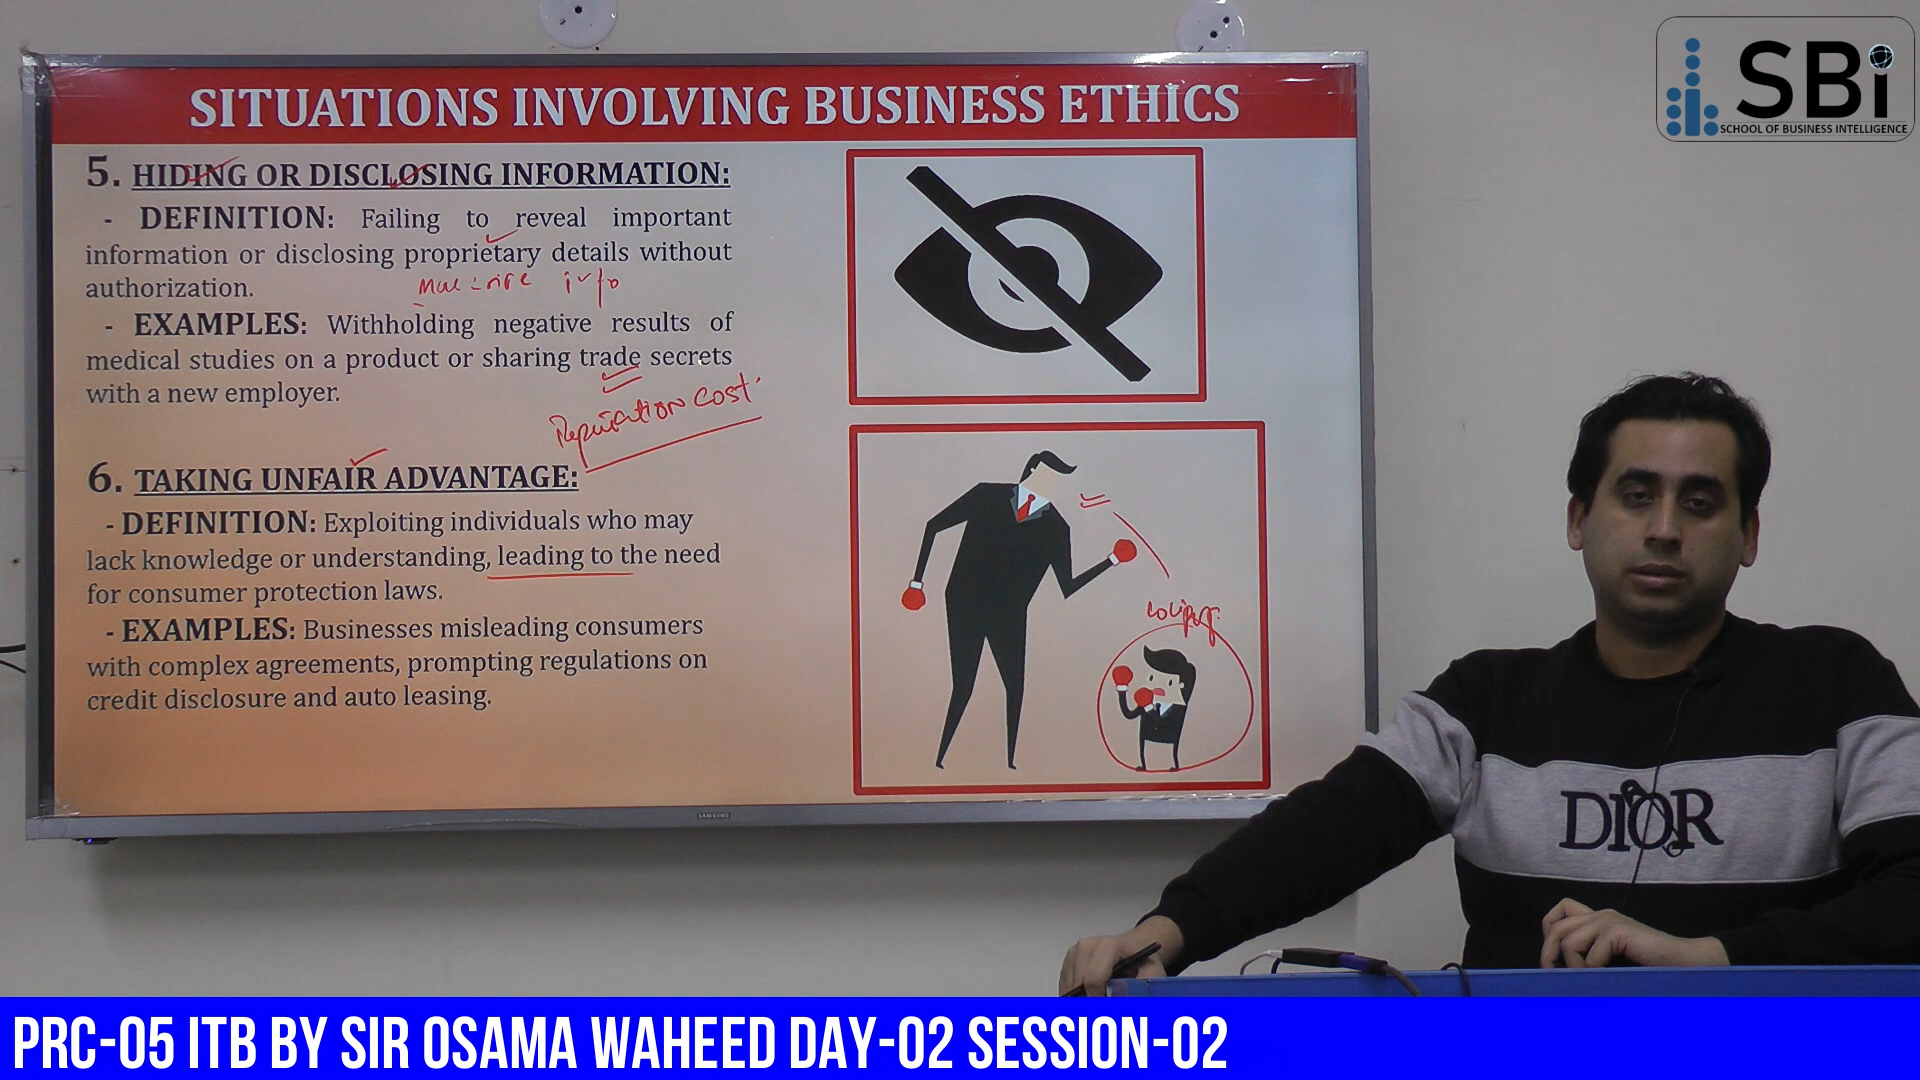 SBi
SCHOOL OF BUSINESS INTELLIGENCE
SITUATIONS INVOLVING BUSINESS ETHICS
5. HIDING OR DISCLOSING INFORMATION:
- DEFINITION: Failing to reveal important
information or disclosing proprietary details without
authorization.
info
- EXAMPLES: Withholding negative results of
medical studies on a product or sharing trade secrets
with a new employer.
Reputation Cost
6. TAKING UNFAIR ADVANTAGE:
- DEFINITION: Exploiting individuals who may
lack knowledge or understanding, leading to the need
for consumer protection laws.
- EXAMPLES: Businesses misleading consumers
with complex agreements, prompting regulations on
credit disclosure and auto leasing.
SAMSUNG
DIOR
PRC-05 ITB BY SIR OSAMA WAHEED DAY-02 SESSION-02